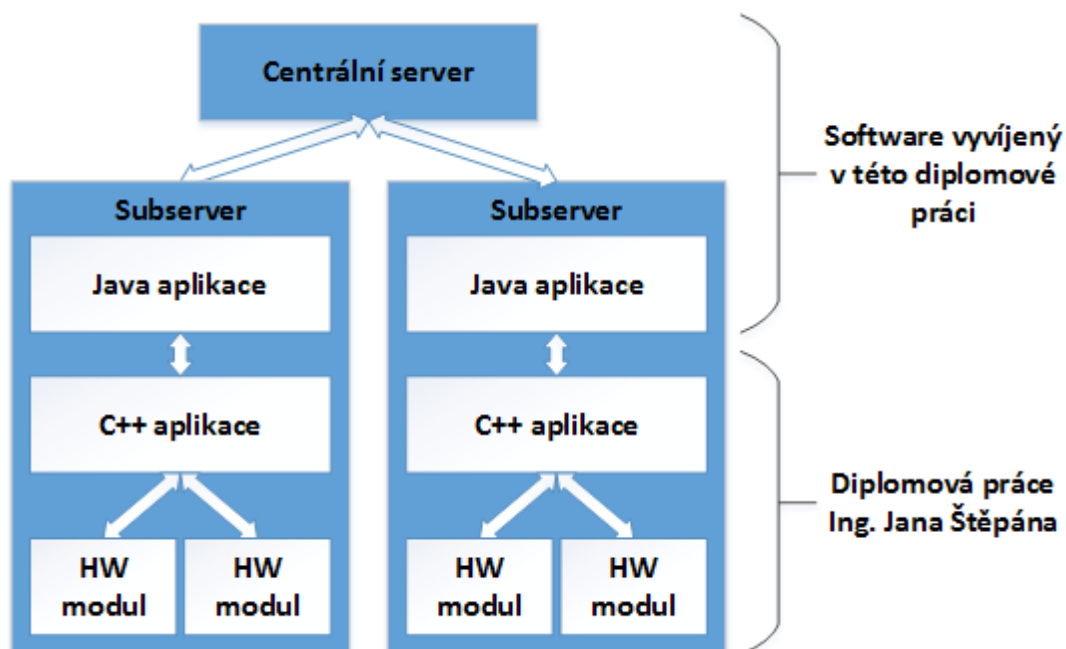 Centrální server
Software vyvíjený
v této diplomové
práci
Subserver
Java aplikace
C++ aplikace
HW
modul
HW
modul
Subserver
Java aplikace
C++ aplikace
HW
modul
HW
modul
Diplomová práce
Ing. Jana Štěpána